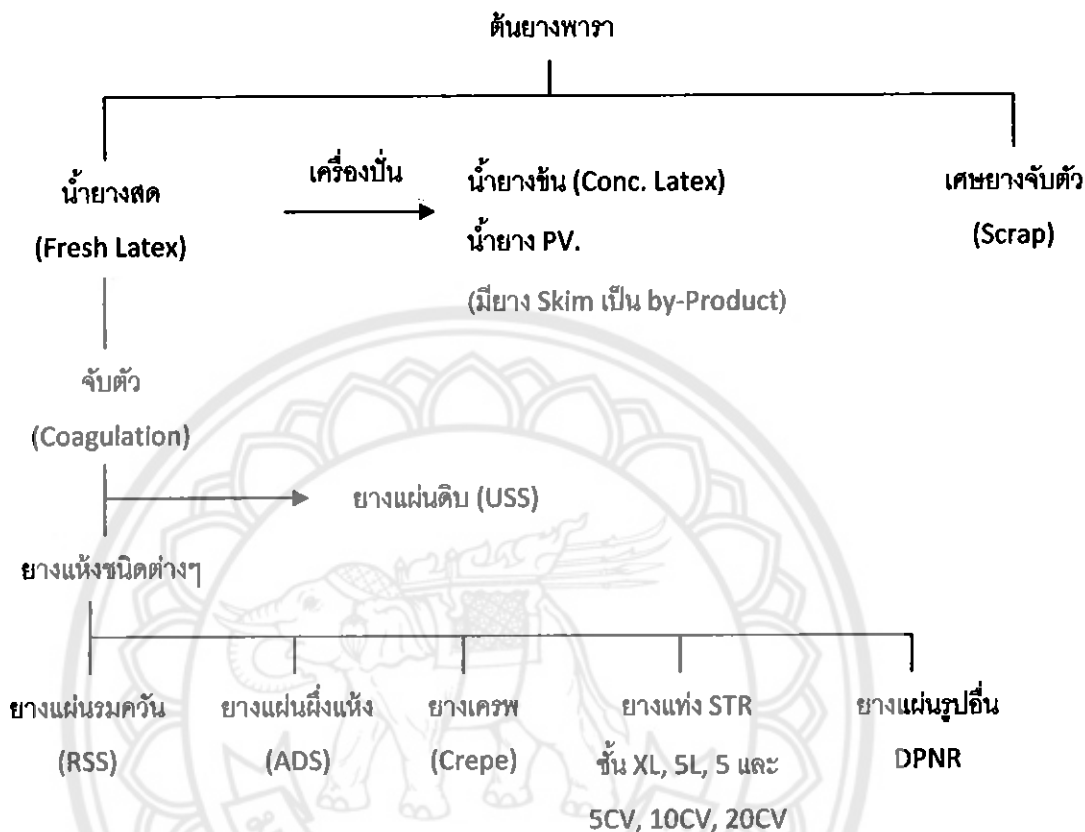 ต้นยางพารา
น้ำยางสด
(Fresh Latex)
เครื่องปั่น
น้ำยางข้น (Conc. Latex)
น้ำยาง PV.
(มียาง Skim เป็น by-Product)
เศษยางจับตัว
(Scrap)
จับตัว
(Coagulation)
ยางแผ่นดิบ (USS)
ยางแห้งชนิดต่างๆ
ยางแผ่นรมควัน
(RSS)
ยางแผ่นผึ่งแห้ง
(ADS)
ยางเครพ
(Crepe)
ยางแท่ง STR
ชั้น XL, 5L, 5 และ
5CV, 10CV, 20CV
ยางแผ่นรูปอื่น
DPNR